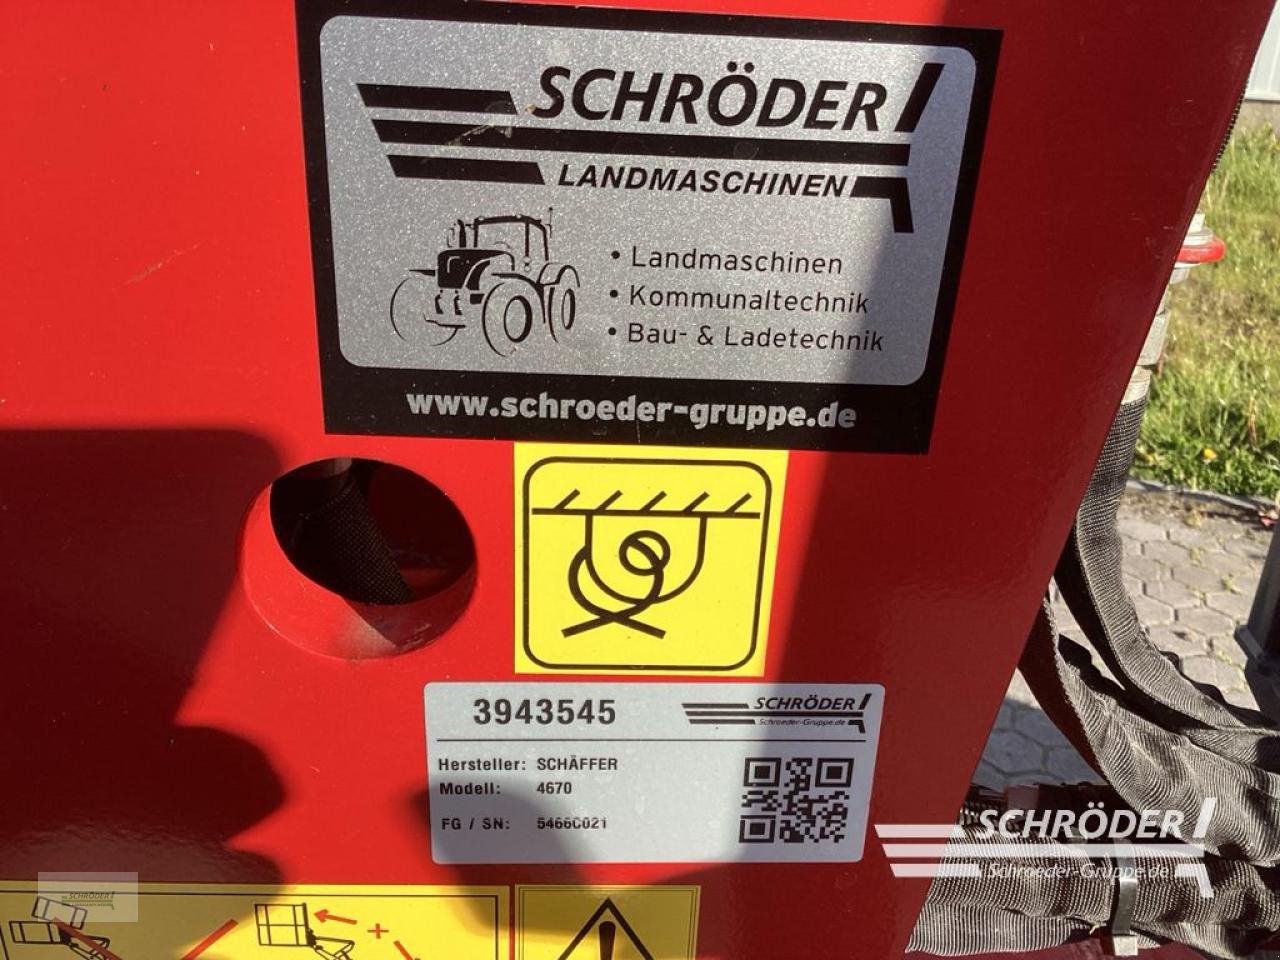 SCHRÖDER
LANDMASCHINEN
• Landmaschinen
• Kommunaltechnik
• Bau- & Ladetechnik
www.schroeder-gruppe.de
3943545
SCHRÖDER
Schroeder-Gruppe.de
Hersteller: SCHÄFFER
Modell: 4670
FG / SN: 5466C021
SCHRÖDER
Schroeder-Gruppe.de
SCHRÖDER